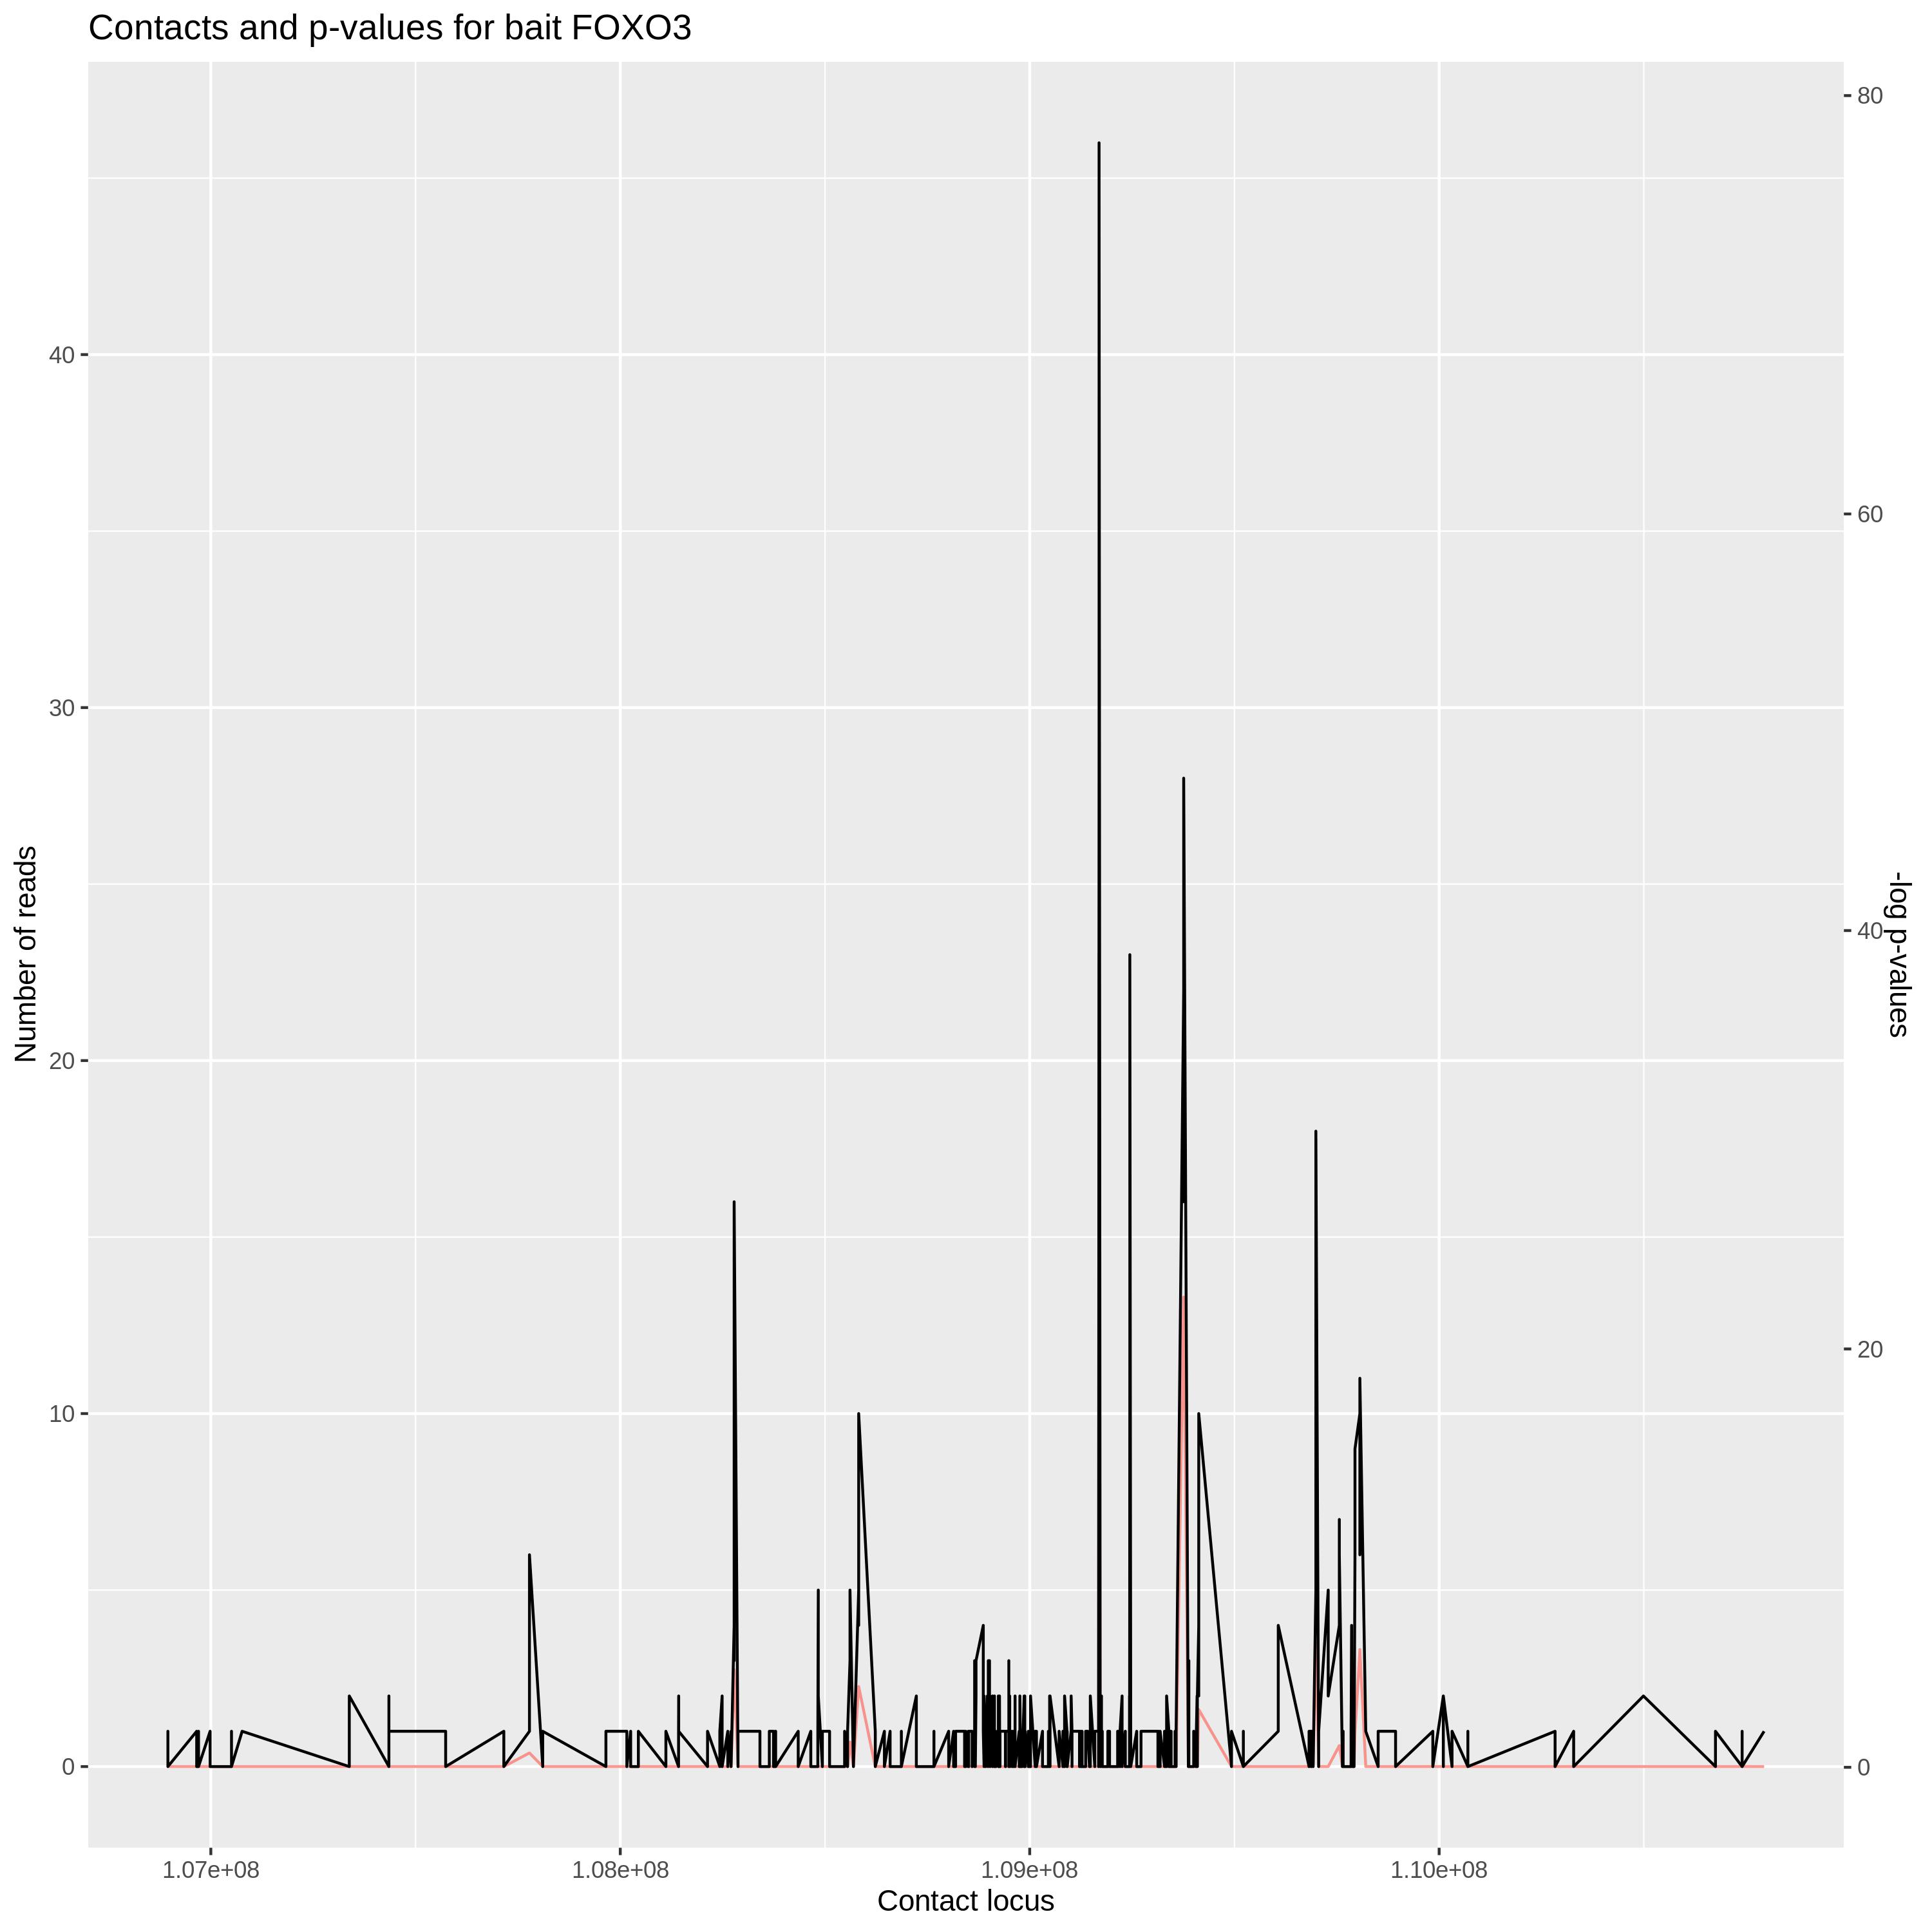 Contacts and p-values for bait FOXO3
80
40
60
30
Number of reads
-log p-values
40
20
20
10
0
0
1.07e+08
1.08e+08
1.09e+08
1.10e+08
Contact locus